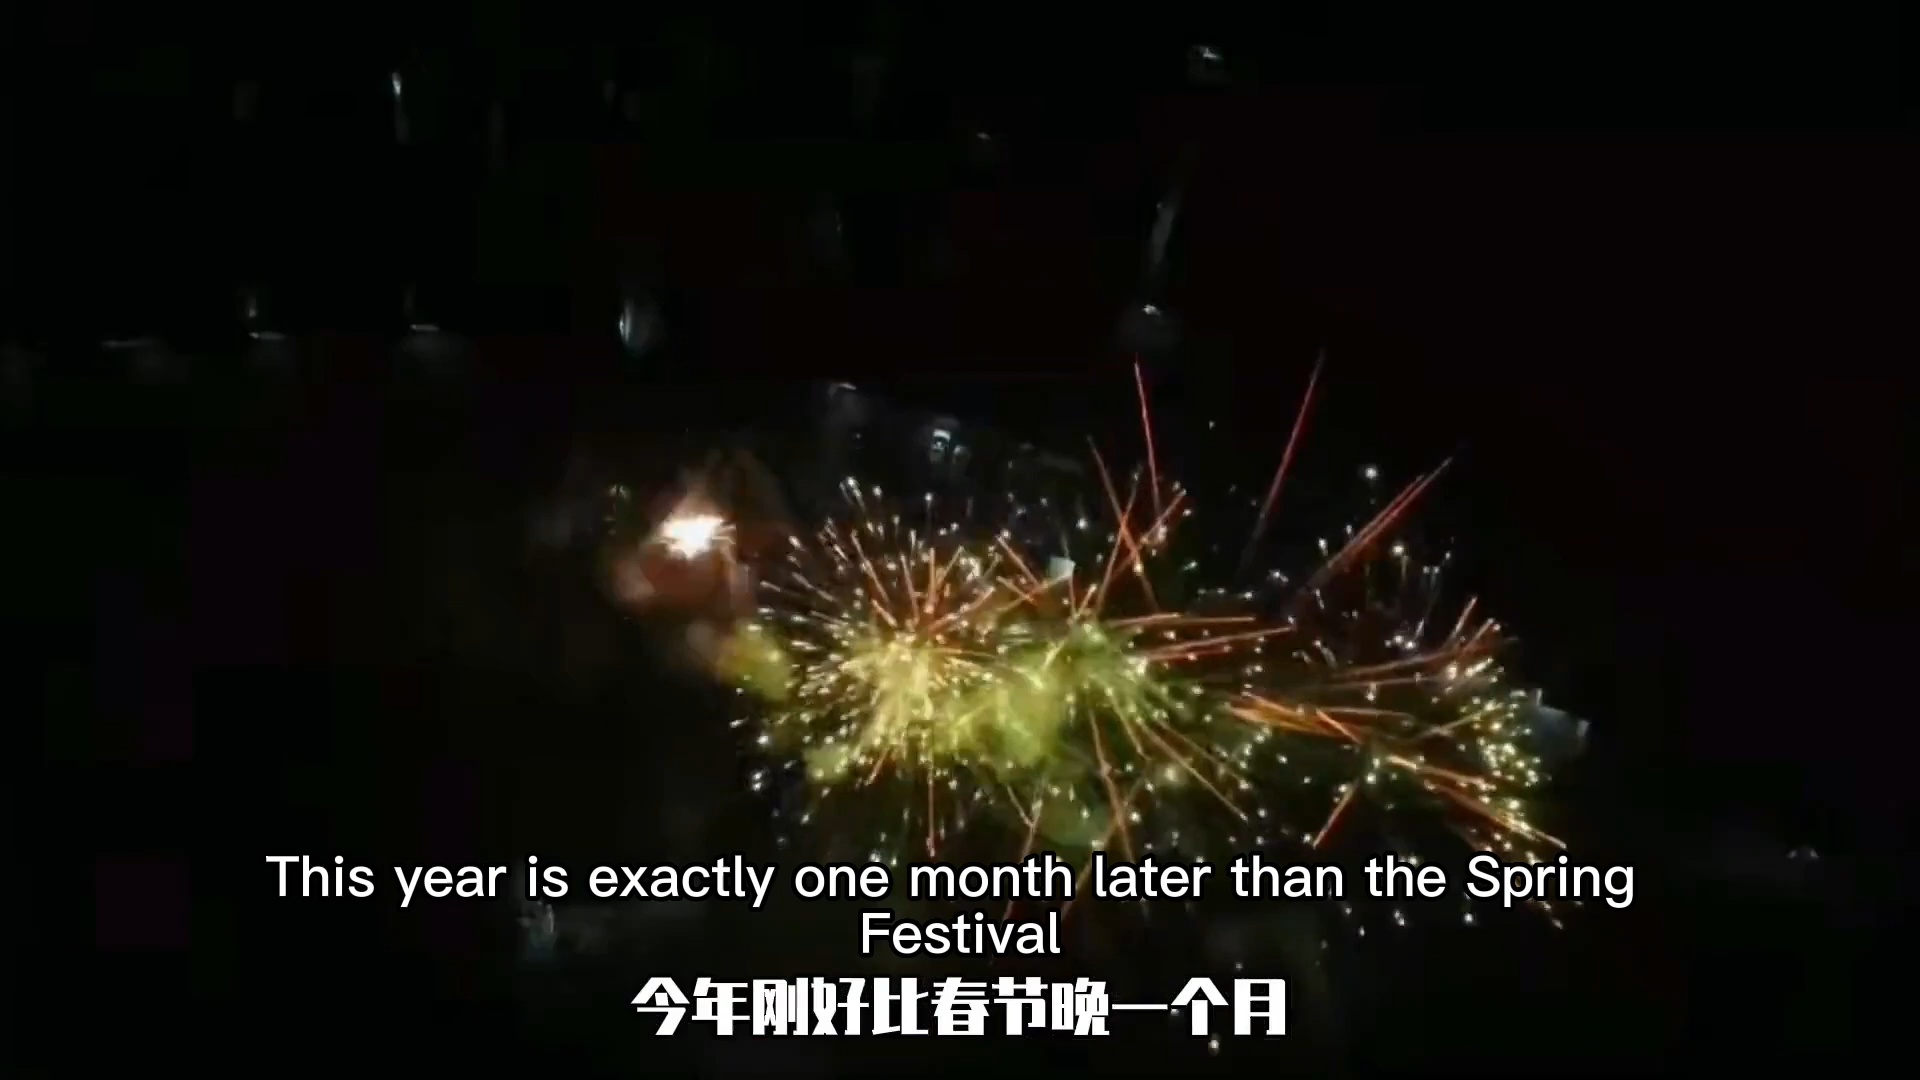 This year is exactly one month later than the Spring
Festival
今年刚好比春节晚一个月